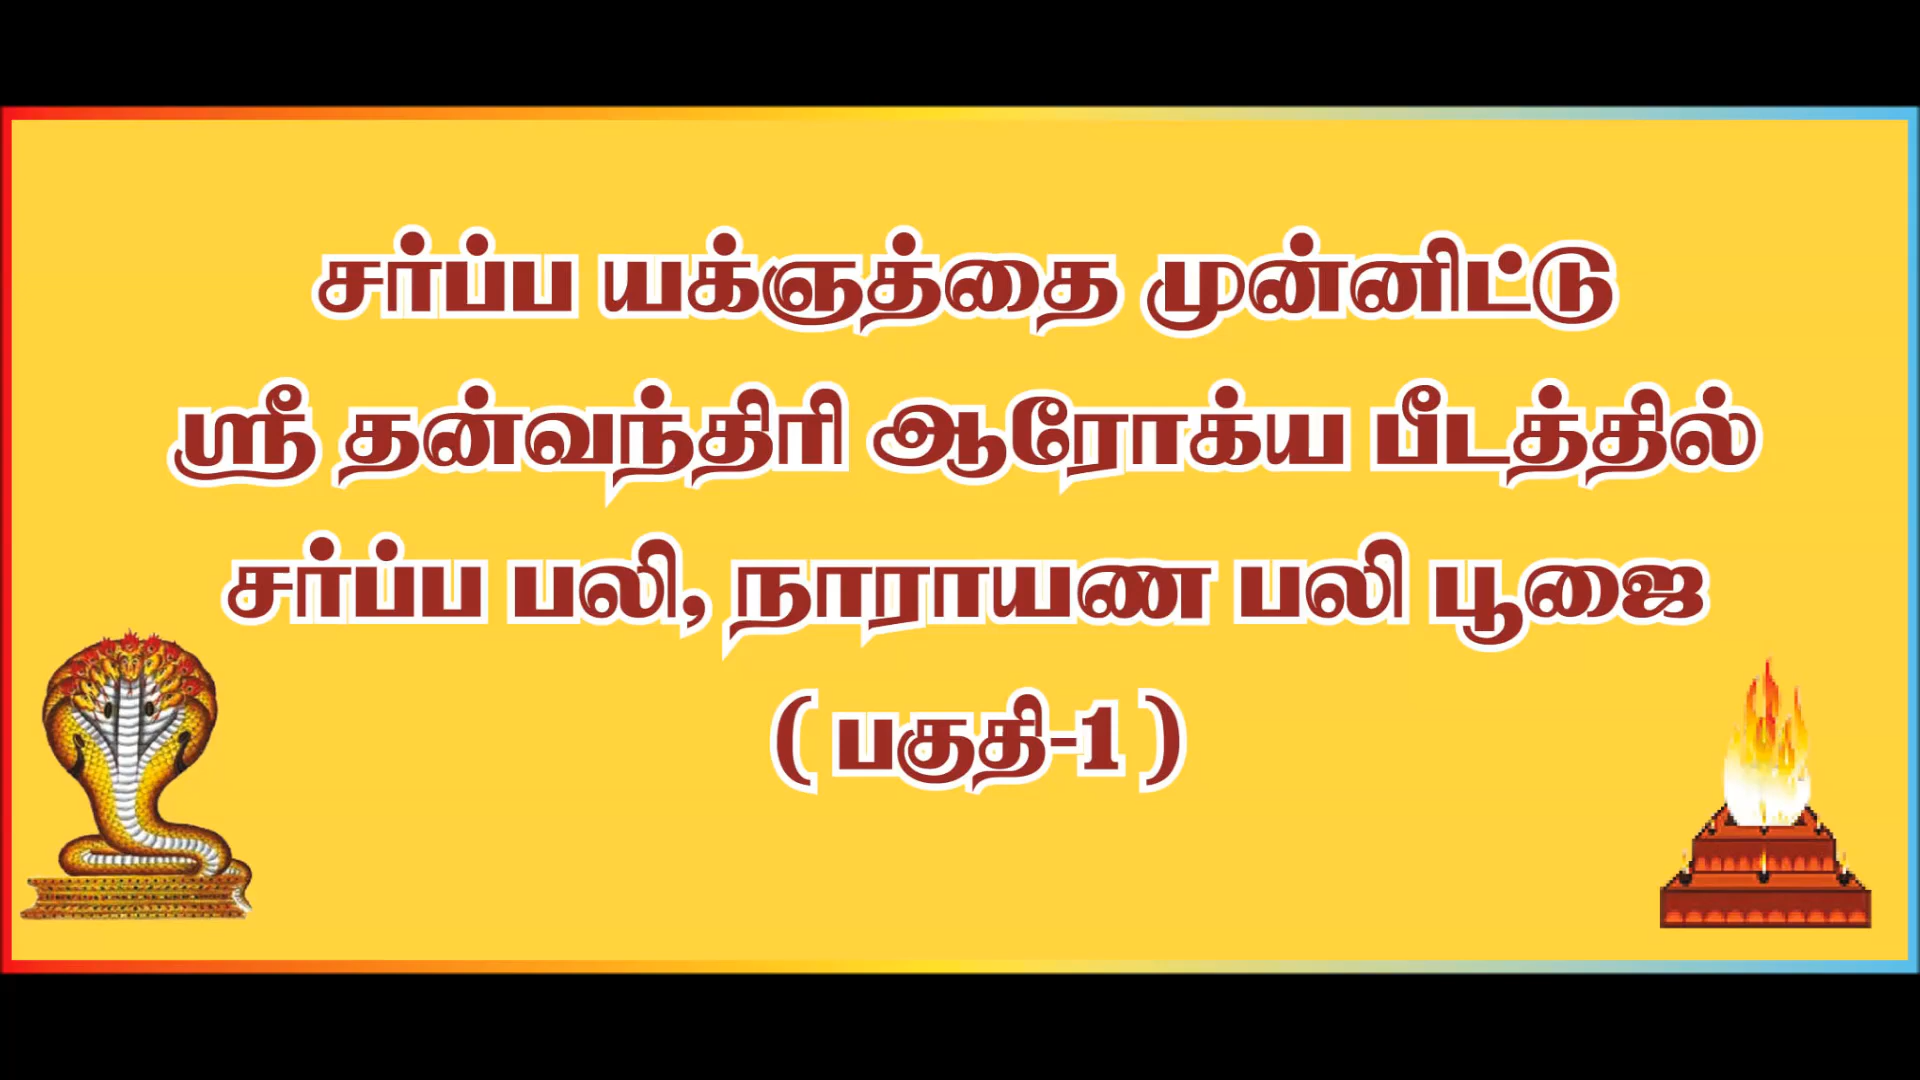 சர்ப்ப யக்ஞத்தை முன்னிட்டு
ஸ்ரீ தன்வந்திரி ஆரோக்ய பீடத்தில்
சர்ப்ப பலி, நாராயண பலி பூஜை
( பகுதி-1 )